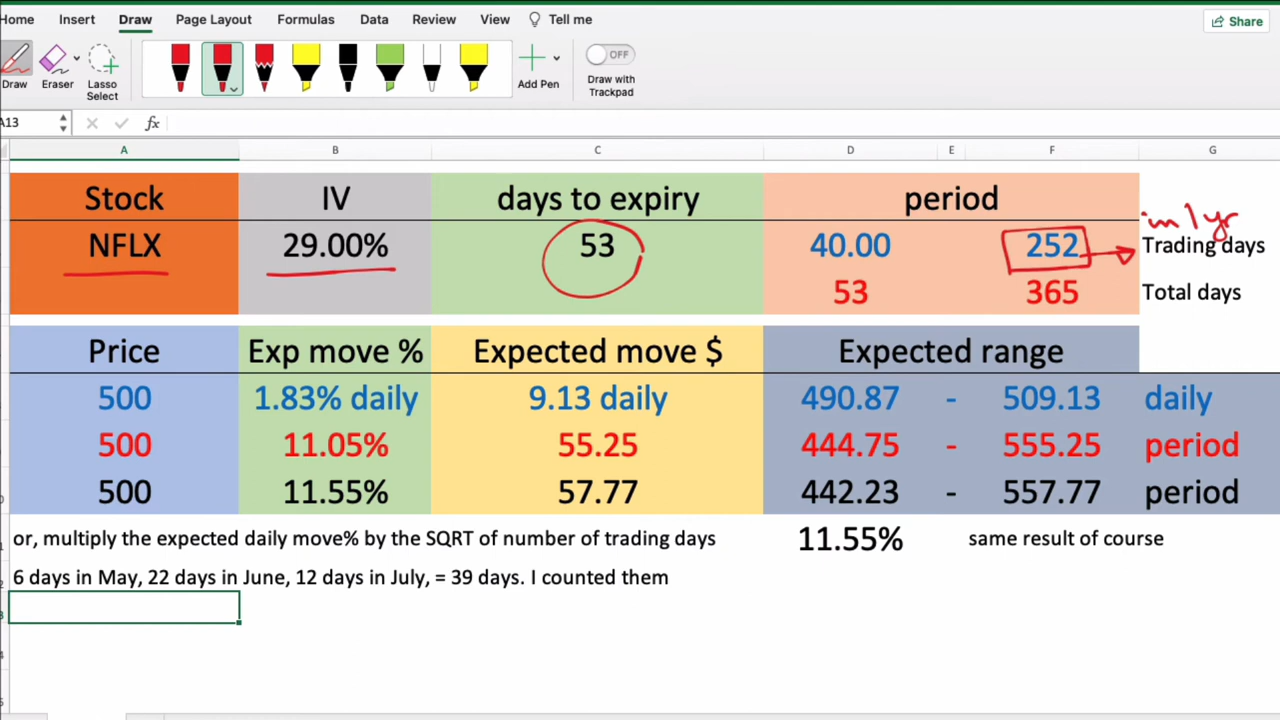 Home Insert Draw Page Layout Formulas Data Review View Tell me Share
OFF
Draw Eraser Lasso Select Add Pen Draw with Trackpad
A13 fx
A B C D E F G
Stock IV days to expiry period
in 1 yr
NFLX 29.00% 53 40.00 252 Trading days
53 365 Total days
Price Exp move % Expected move $ Expected range
500 1.83% daily 9.13 daily 490.87 - 509.13 daily
500 11.05% 55.25 444.75 - 555.25 period
500 11.55% 57.77 442.23 - 557.77 period
or, multiply the expected daily move% by the SQRT of number of trading days 11.55% same result of course
6 days in May, 22 days in June, 12 days in July, = 39 days. I counted them